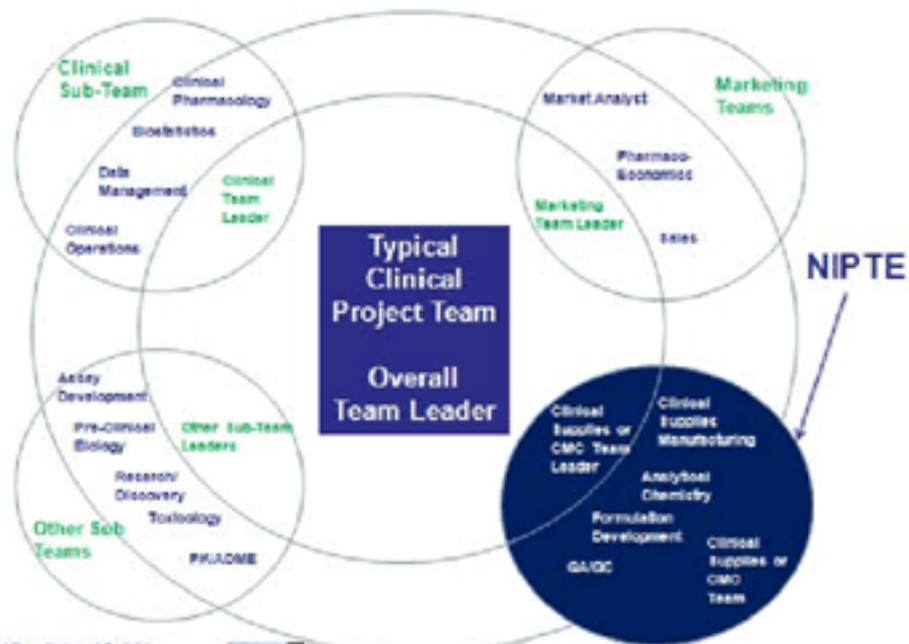 Clinical
Sub-Team
Clinical
Pharmacology
Biostatistics
Data
Management
Clinical
Operations
Clinical
Team
Leader
Market Analyst
Marketing
Teams
Pharmaco-
Economics
Marketing
Team Leader
Sales
Typical
Clinical
Project Team
Overall
Team Leader
NIPTE
Assay
Development
Pre-Clinical
Biology
Other Sub-Team
Leaders
Research/
Discovery
Toxicology
Other Sub
Teams
PK/ADME
Clinical
Supplies or
CMC Team
Leader
Clinical
Supplies
Manufacturing
Analytical
Chemistry
Formulation
Development
QA/QC
Clinical
Supplies or
CMC
Team